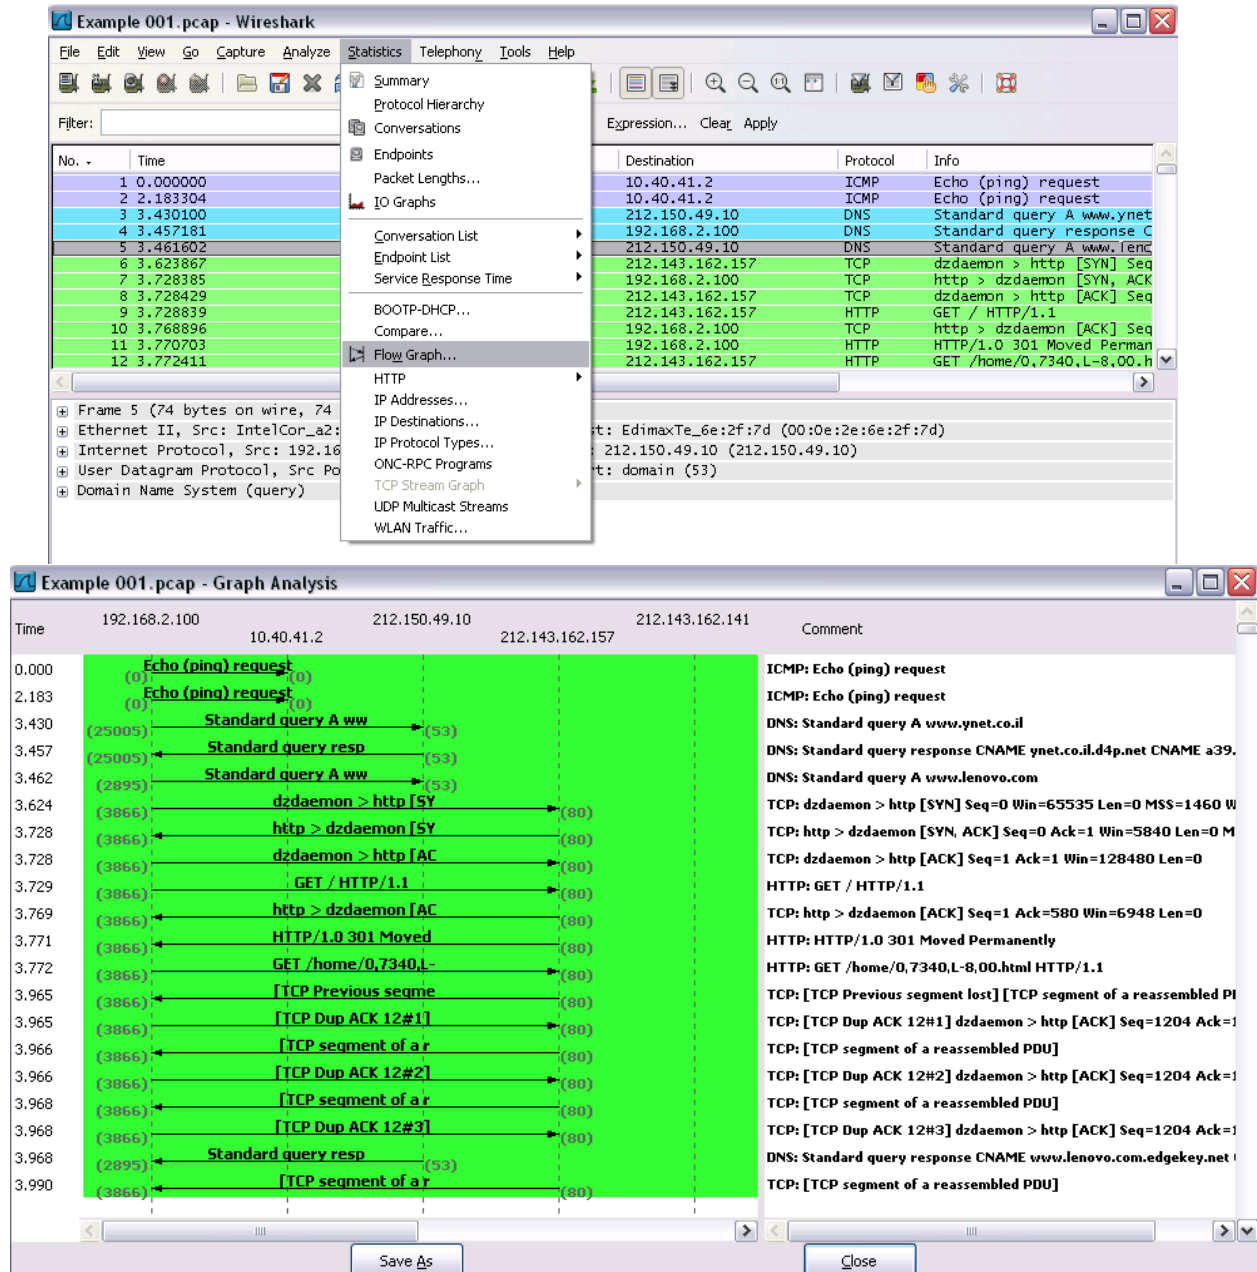 Example 001.pcap - Wireshark
File Edit View Go Capture Analyze Statistics Telephony Tools Help
Summary
Protocol Hierarchy
Conversations
Endpoints
Packet Lengths...
IO Graphs
Conversation List
Endpoint List
Service Response Time
BOOTP-DHCP...
Compare...
Flow Graph...
HTTP
IP Addresses...
IP Destinations...
IP Protocol Types...
ONC-RPC Programs
TCP Stream Graph
UDP Multicast Streams
WLAN Traffic...
Filter: Expression... Clear Apply
No. Time Destination Protocol Info
1 0.000000 10.40.41.2 ICMP Echo (ping) request
2 2.183304 10.40.41.2 ICMP Echo (ping) request
3 3.430100 212.150.49.10 DNS Standard query A www.ynet
4 3.457181 192.168.2.100 DNS Standard query response C
5 3.461602 212.150.49.10 DNS Standard query A www.lenc
6 3.623867 212.143.162.157 TCP dzdaemon > http [SYN] Seq
7 3.728385 192.168.2.100 TCP http > dzdaemon [SYN, ACK
8 3.728429 212.143.162.157 TCP dzdaemon > http [ACK] Seq
9 3.728839 212.143.162.157 HTTP GET / HTTP/1.1
10 3.768896 192.168.2.100 TCP http > dzdaemon [ACK] Seq
11 3.770703 192.168.2.100 HTTP HTTP/1.0 301 Moved Perman
12 3.772411 212.143.162.157 HTTP GET /home/0,7340,L-8,00.h
Frame 5 (74 bytes on wire, 74
Ethernet II, Src: IntelCor_a2: st: EdimaxTe_6e:2f:7d (00:0e:2e:6e:2f:7d)
Internet Protocol, Src: 192.16 : 212.150.49.10 (212.150.49.10)
User Datagram Protocol, Src Po rt: domain (53)
Domain Name System (query)
Example 001.pcap - Graph Analysis
Time 192.168.2.100 10.40.41.2 212.150.49.10 212.143.162.157 212.143.162.141 Comment
0.000 (0) Echo (ping) request (0) ICMP: Echo (ping) request
2.183 (0) Echo (ping) request (0) ICMP: Echo (ping) request
3.430 (25005) Standard query A ww (53) DNS: Standard query A www.ynet.co.il
3.457 (25005) Standard query resp (53) DNS: Standard query response CNAME ynet.co.il.d4p.net CNAME a39.
3.462 (2895) Standard query A ww (53) DNS: Standard query A www.lenovo.com
3.624 (3866) dzdaemon > http [SY (80) TCP: dzdaemon > http [SYN] Seq=0 Win=65535 Len=0 MSS=1460 W
3.728 (3866) http > dzdaemon [SY (80) TCP: http > dzdaemon [SYN, ACK] Seq=0 Ack=1 Win=5840 Len=0 M
3.728 (3866) dzdaemon > http [AC (80) TCP: dzdaemon > http [ACK] Seq=1 Ack=1 Win=128480 Len=0
3.729 (3866) GET / HTTP/1.1 (80) HTTP: GET / HTTP/1.1
3.769 (3866) http > dzdaemon [AC (80) TCP: http > dzdaemon [ACK] Seq=1 Ack=580 Win=6948 Len=0
3.771 (3866) HTTP/1.0 301 Moved (80) HTTP: HTTP/1.0 301 Moved Permanently
3.772 (3866) GET /home/0,7340,L- (80) HTTP: GET /home/0,7340,L-8,00.html HTTP/1.1
3.965 (3866) [TCP Previous segme (80) TCP: [TCP Previous segment lost] [TCP segment of a reassembled P
3.965 (3866) [TCP Dup ACK 12#1] (80) TCP: [TCP Dup ACK 12#1] dzdaemon > http [ACK] Seq=1204 Ack=1
3.966 (3866) [TCP segment of a r (80) TCP: [TCP segment of a reassembled PDU]
3.966 (3866) [TCP Dup ACK 12#2] (80) TCP: [TCP Dup ACK 12#2] dzdaemon > http [ACK] Seq=1204 Ack=1
3.968 (3866) [TCP segment of a r (80) TCP: [TCP segment of a reassembled PDU]
3.968 (3866) [TCP Dup ACK 12#3] (80) TCP: [TCP Dup ACK 12#3] dzdaemon > http [ACK] Seq=1204 Ack=1
3.968 (2895) Standard query resp (53) DNS: Standard query response CNAME www.lenovo.com.edgekey.net
3.990 (3866) [TCP segment of a r (80) TCP: [TCP segment of a reassembled PDU]
Save As Close